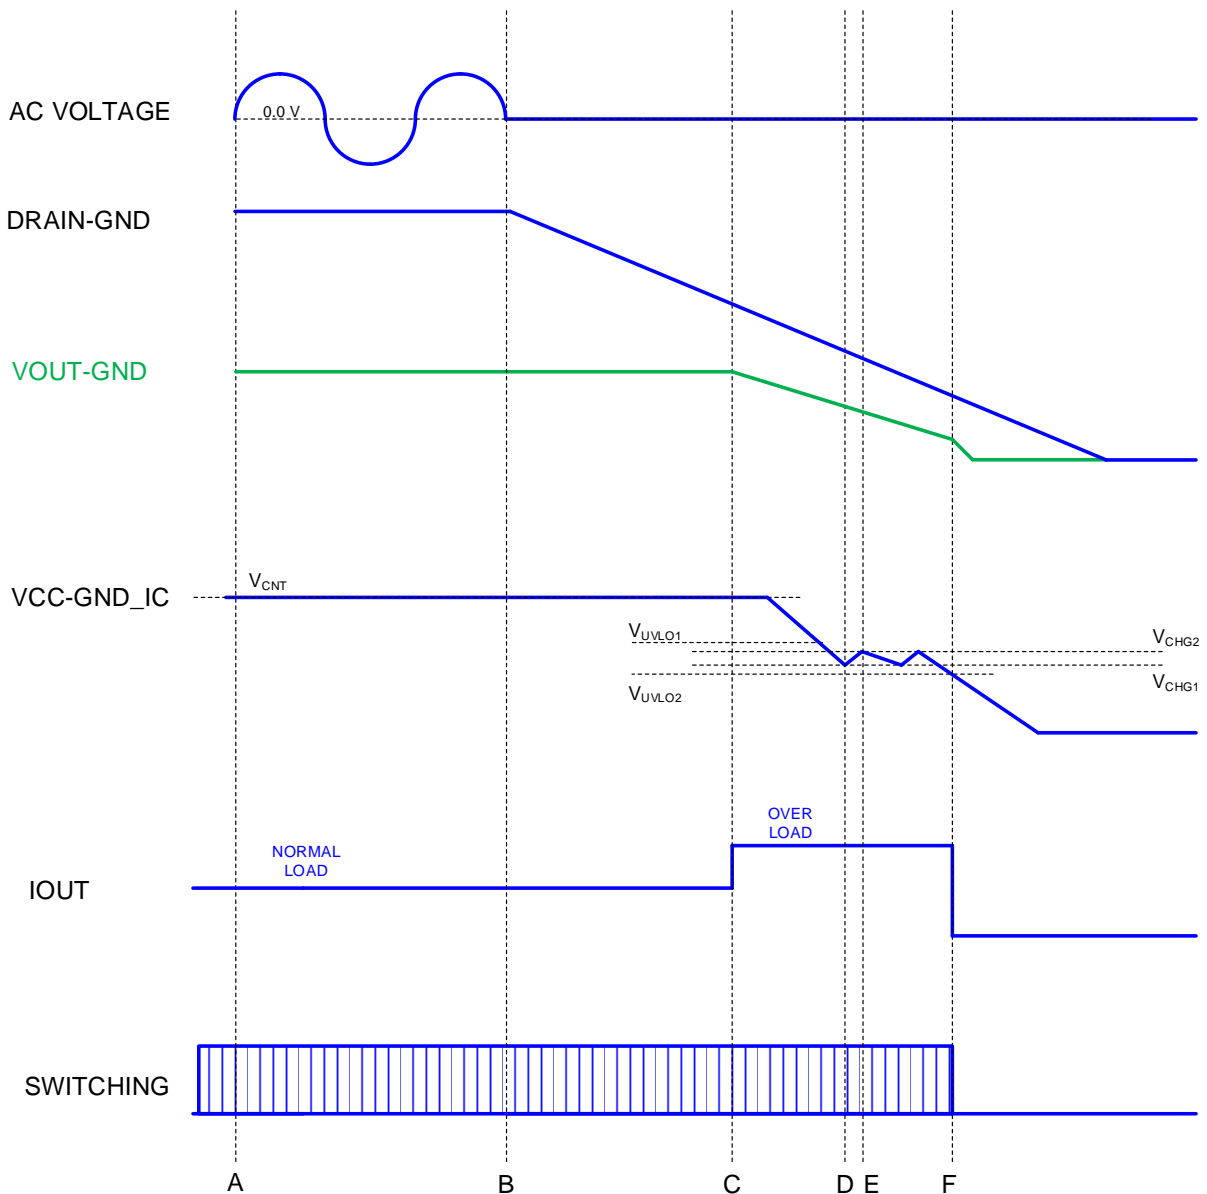 AC VOLTAGE
0.0 V
DRAIN-GND
VOUT-GND
VCC-GND_IC
VCNT
VUVLO1
VCHG2
VUVLO2
VCHG1
OVER
LOAD
NORMAL
LOAD
IOUT
SWITCHING
A B C D E F